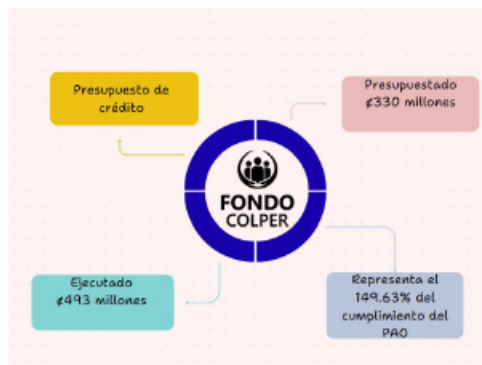 Presupuesto de
crédito
Presupuestado
¢330 millones
FONDO
COLPER
Ejecutado
¢493 millones
Representa el
149.63% del
cumplimiento del
PAO